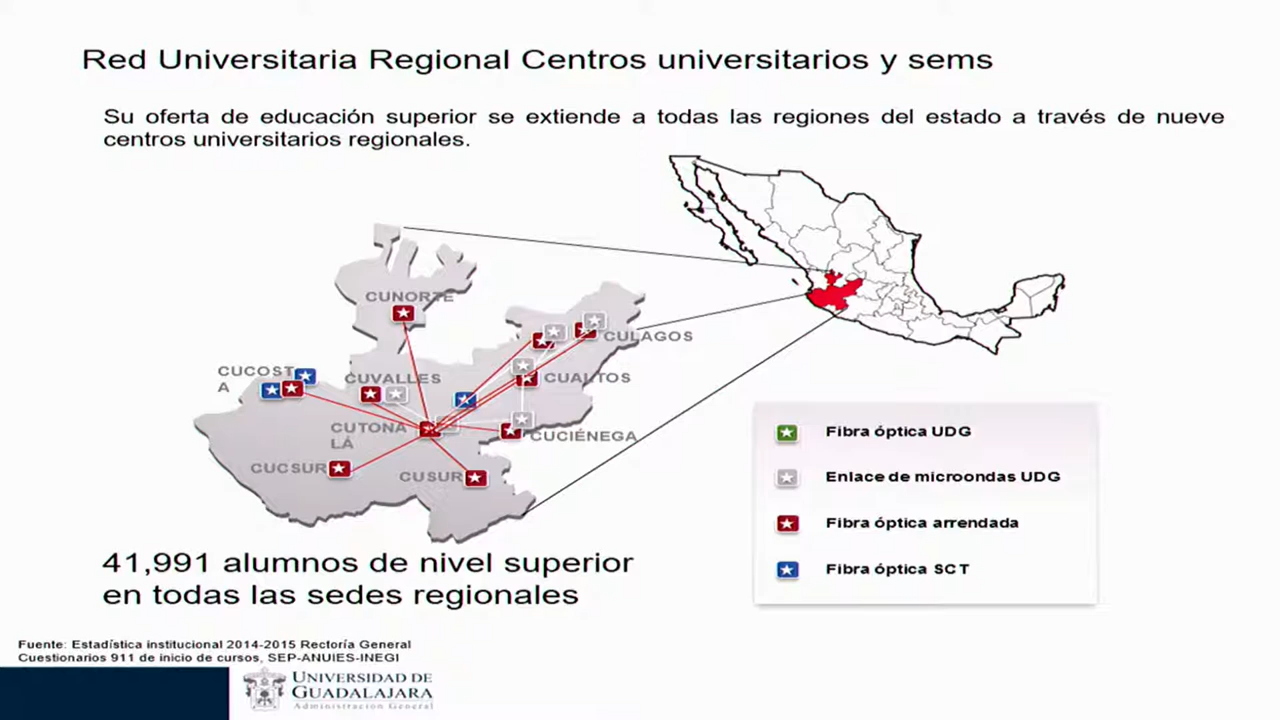 Red Universitaria Regional Centros universitarios y sems
Su oferta de educación superior se extiende a todas las regiones del estado a través de nueve
centros universitarios regionales.
CUNORTE
CULAGOS
CUCOST
A
CUVALLES
CUALTOS
CUTONA
LÁ
CUCIÉNEGA
CUCSUR
CUSUR
Fibra óptica UDG
Enlace de microondas UDG
Fibra óptica arrendada
Fibra óptica SCT
41,991 alumnos de nivel superior
en todas las sedes regionales
Fuente: Estadística institucional 2014-2015 Rectoría General
Cuestionarios 911 de inicio de cursos, SEP-ANUIES-INEGI
UNIVERSIDAD DE
GUADALAJARA
Administración General